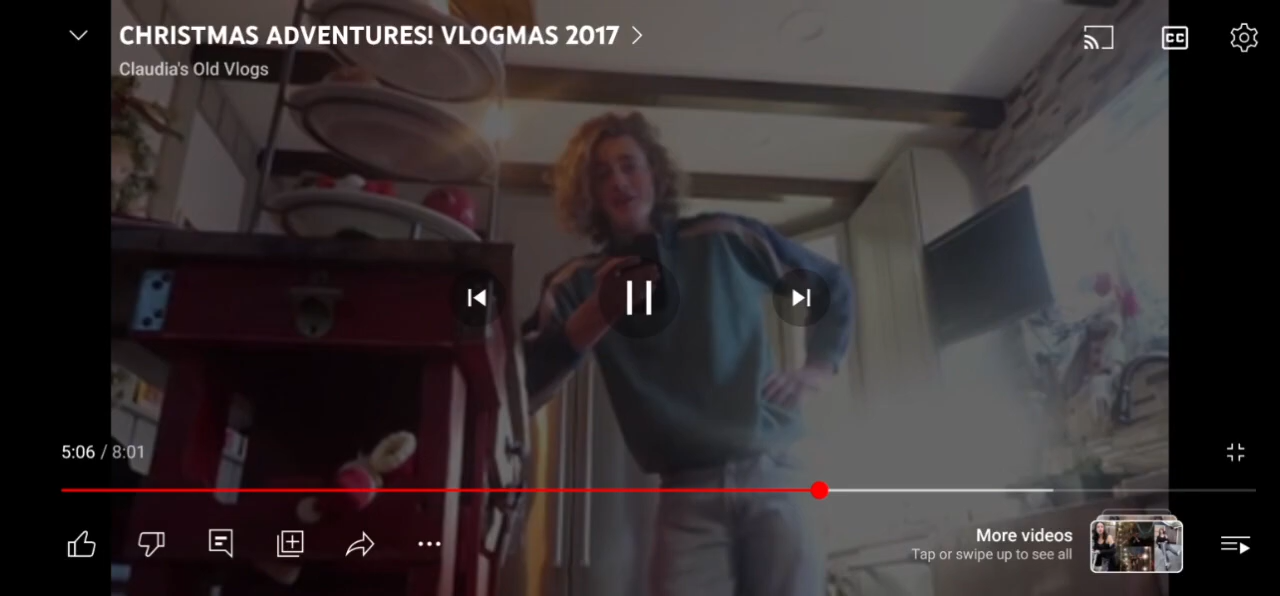 CHRISTMAS ADVENTURES! VLOGMAS 2017
Claudia's Old Vlogs
CC
5:06 / 8:01
More videos
Tap or swipe up to see all